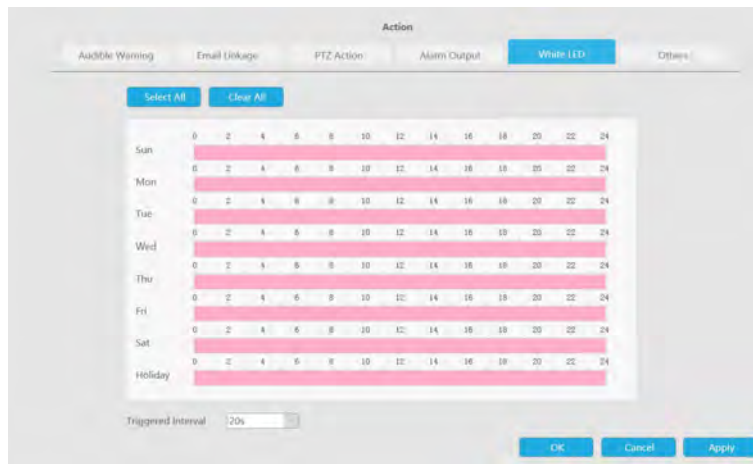 Action
Audible Warning Email Linkage PTZ Action Alarm Output White LED Others
Select All Clear All
0 2 4 6 8 10 12 14 16 18 20 22 24
Sun
0 2 4 6 8 10 12 14 16 18 20 22 24
Mon
0 2 4 6 8 10 12 14 16 18 20 22 24
Tue
0 2 4 6 8 10 12 14 16 18 20 22 24
Wed
0 2 4 6 8 10 12 14 16 18 20 22 24
Thu
0 2 4 6 8 10 12 14 16 18 20 22 24
Fri
0 2 4 6 8 10 12 14 16 18 20 22 24
Sat
0 2 4 6 8 10 12 14 16 18 20 22 24
Holiday
Triggered Interval 20s
OK Cancel Apply